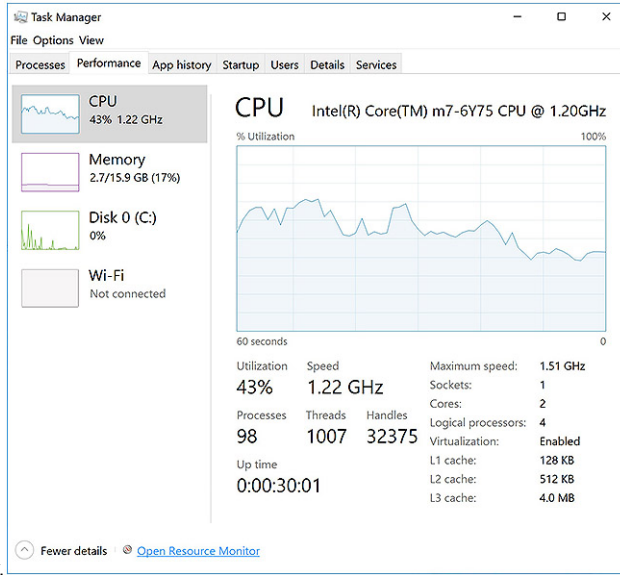 Task Manager
File Options View
Processes Performance App history Startup Users Details Services
CPU
43% 1.22 GHz
Memory
2.7/15.9 GB (17%)
Disk 0 (C:)
0%
Wi-Fi
Not connected
CPU Intel(R) Core(TM) m7-6Y75 CPU @ 1.20GHz
% Utilization 100%
60 seconds 0
Utilization Speed
43% 1.22 GHz
Processes Threads Handles
98 1007 32375
Up time
0:00:30:01
Maximum speed: 1.51 GHz
Sockets: 1
Cores: 2
Logical processors: 4
Virtualization: Enabled
L1 cache: 128 KB
L2 cache: 512 KB
L3 cache: 4.0 MB
Fewer details Open Resource Monitor